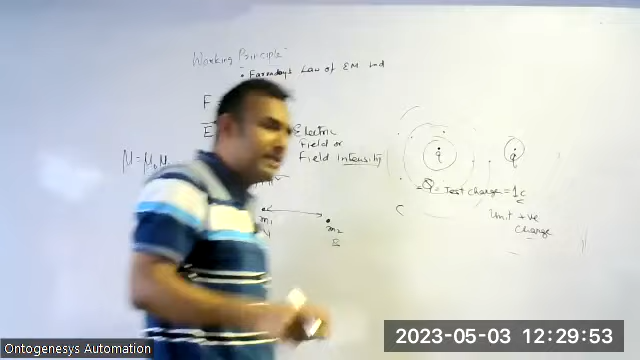 Working Principle
• Faraday's Law of EM Ind
F
E
Electric
Field or
Field Intensity
m1
m2
q
q
Q = Test charge = 1c
Unit +ve
Charge
Ontogenesys Automation
2023-05-03 12:29:53